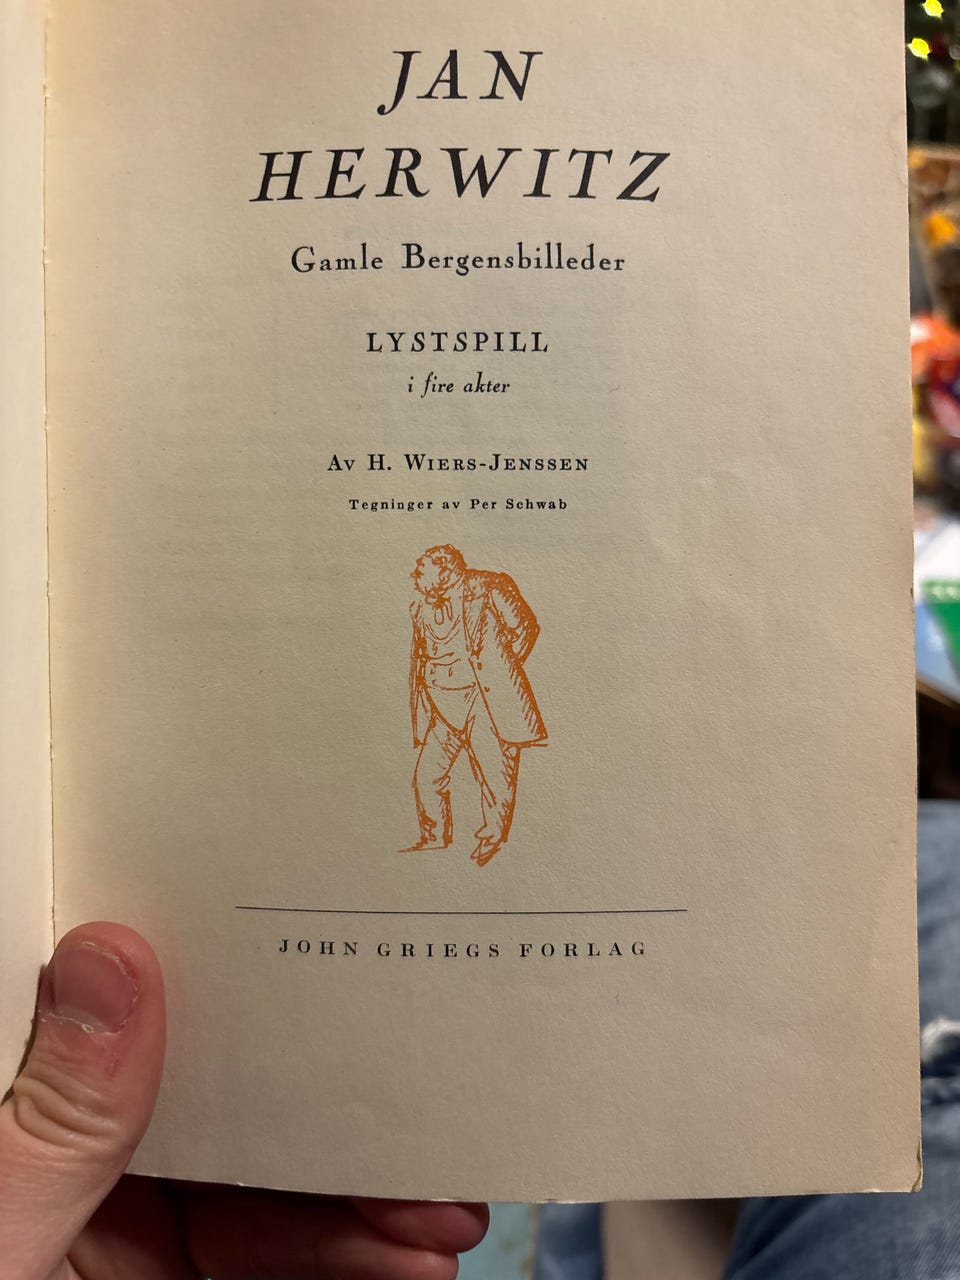 JAN
HERWITZ
Gamle Bergensbilleder
LYSTSPILL
i fire akter
Av H. Wiers-Jenssen
Tegninger av Per Schwab
JOHN GRIEGS FORLAG